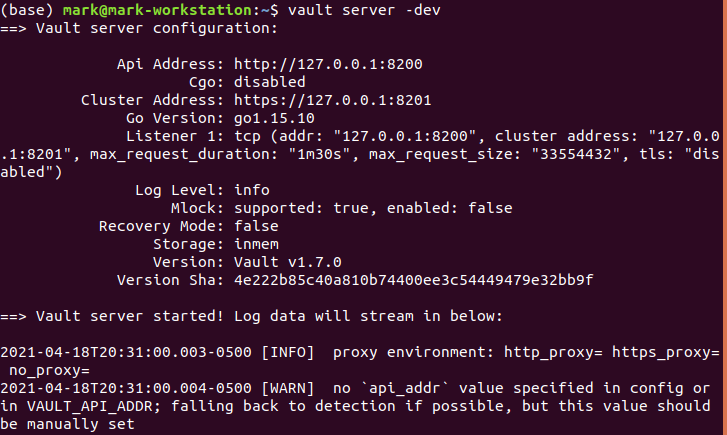 (base) mark@mark-workstation:~$ vault server -dev
==> Vault server configuration:
Api Address: http://127.0.0.1:8200
Cgo: disabled
Cluster Address: https://127.0.0.1:8201
Go Version: go1.15.10
Listener 1: tcp (addr: "127.0.0.1:8200", cluster address: "127.0.0
.1:8201", max_request_duration: "1m30s", max_request_size: "33554432", tls: "dis
abled")
Log Level: info
Mlock: supported: true, enabled: false
Recovery Mode: false
Storage: inmem
Version: Vault v1.7.0
Version Sha: 4e222b85c40a810b74400ee3c54449479e32bb9f
==> Vault server started! Log data will stream in below:
2021-04-18T20:31:00.003-0500 [INFO]  proxy environment: http_proxy= https_proxy=
no_proxy=
2021-04-18T20:31:00.004-0500 [WARN]  no `api_addr` value specified in config or
in VAULT_API_ADDR; falling back to detection if possible, but this value should
be manually set